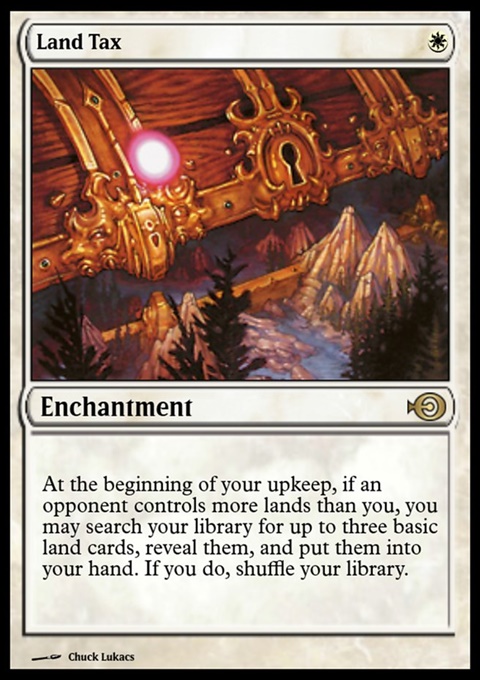 Land Tax
Enchantment
At the beginning of your upkeep, if an
opponent controls more lands than you, you
may search your library for up to three basic
land cards, reveal them, and put them into
your hand. If you do, shuffle your library.
Chuck Lukacs